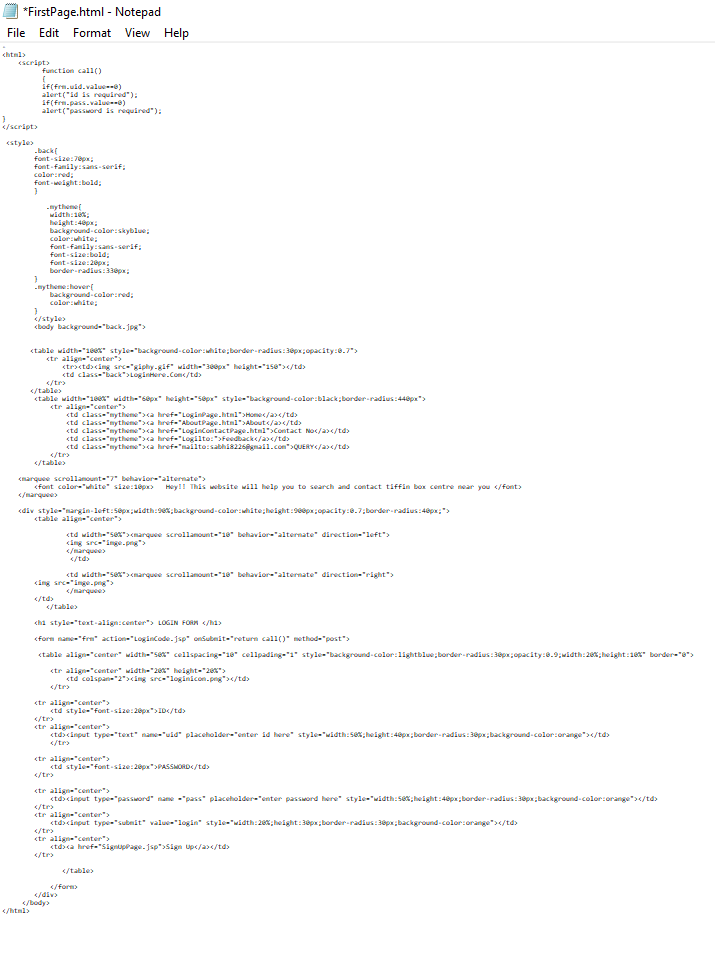 *FirstPage.html - Notepad
File Edit Format View Help
<html>
<script>
function call()
{
if(frm.uid.value==0)
alert("id is required");
if(frm.pass.value==0)
alert("password is required");
}
</script>
<style>
.back{
font-size:70px;
font-family:sans-serif;
color:red;
font-weight:bold;
}
.mytheme{
width:10%;
height:40px;
background-color:skyblue;
color:white;
font-family:sans-serif;
font-size:bold;
font-size:20px;
border-radius:330px;
}
.mytheme:hover{
background-color:red;
color:white;
}
</style>
<body background="back.jpg">
<table width="100%" style="background-color:white;border-radius:30px;opacity:0.7">
<tr align="center">
<tr><td><img src="giphy.gif" width="300px" height="150"></td>
<td class="back">LoginHere.Com</td>
</tr>
</table>
<table width="100%" width="60px" height="50px" style="background-color:black;border-radius:440px">
<tr align="center">
<td class="mytheme"><a href="LoginPage.html">Home</a></td>
<td class="mytheme"><a href="AboutPage.html">About</a></td>
<td class="mytheme"><a href="LoginContactPage.html">Contact No</a></td>
<td class="mytheme"><a href="Logilto:">Feedback</a></td>
<td class="mytheme"><a href="mailto:sabhi8226@gmail.com">QUERY</a></td>
</tr>
</table>
<marquee scrollamount="7" behavior="alternate">
<font color="white" size:10px> Hey!! This website will help you to search and contact tiffin box centre near you </font>
</marquee>
<div style="margin-left:50px;width:90%;background-color:white;height:900px;opacity:0.7;border-radius:40px;">
<table align="center">
<td width="50%"><marquee scrollamount="10" behavior="alternate" direction="left">
<img src="imge.png">
</marquee>
</td>
<td width="50%"><marquee scrollamount="10" behavior="alternate" direction="right">
<img src="imge.png">
</marquee>
</td>
</table>
<h1 style="text-align:center"> LOGIN FORM </h1>
<form name="frm" action="LoginCode.jsp" onSubmit="return call()" method="post">
<table align="center" width="50%" cellspacing="10" cellpading="1" style="background-color:lightblue;border-radius:30px;opacity:0.9;width:20%;height:10%" border="0">
<tr align="center" width="20%" height="20%">
<td colspan="2"><img src="loginicon.png"></td>
</tr>
<tr align="center">
<td style="font-size:20px">ID</td>
</tr>
<tr align="center">
<td><input type="text" name="uid" placeholder="enter id here" style="width:50%;height:40px;border-radius:30px;background-color:orange"></td>
</tr>
<tr align="center">
<td style="font-size:20px">PASSWORD</td>
</tr>
<tr align="center">
<td><input type="password" name ="pass" placeholder="enter password here" style="width:50%;height:40px;border-radius:30px;background-color:orange"></td>
</tr>
<tr align="center">
<td><input type="submit" value="login" style="width:20%;height:30px;border-radius:30px;background-color:orange"></td>
</tr>
<tr align="center">
<td><a href="SignUpPage.jsp">Sign Up</a></td>
</tr>
</table>
</form>
</div>
</body>
</html>